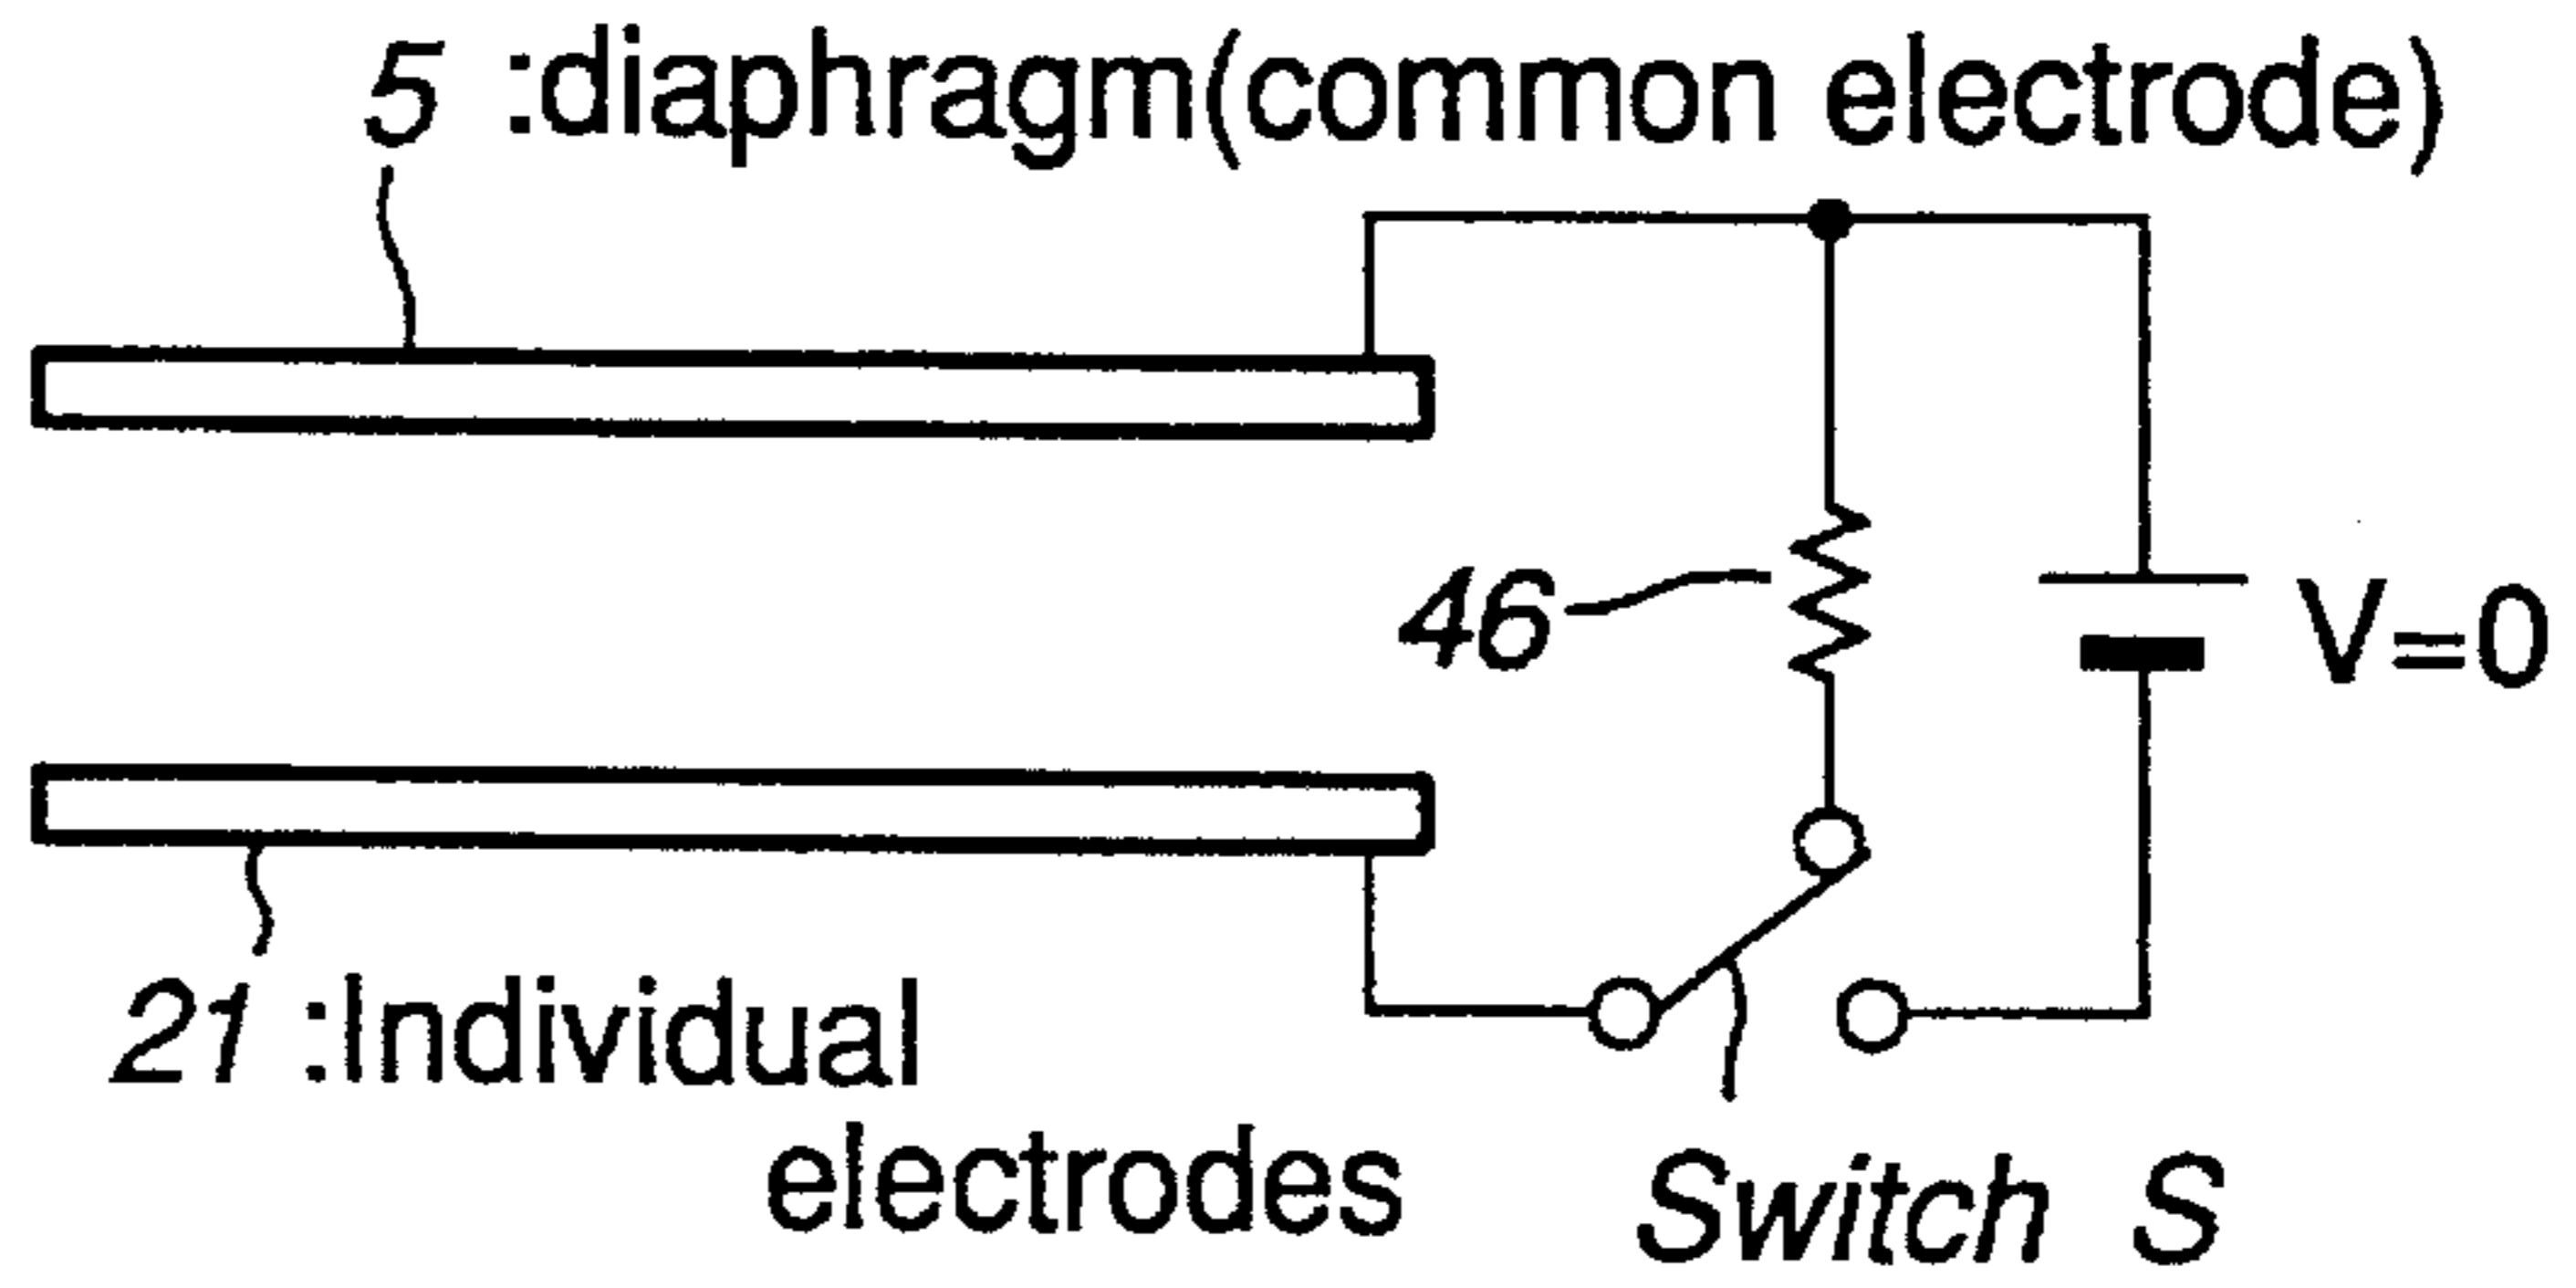 5 :diaphragm(common electrode)
46
V=0
21 :Individual
electrodes
Switch S